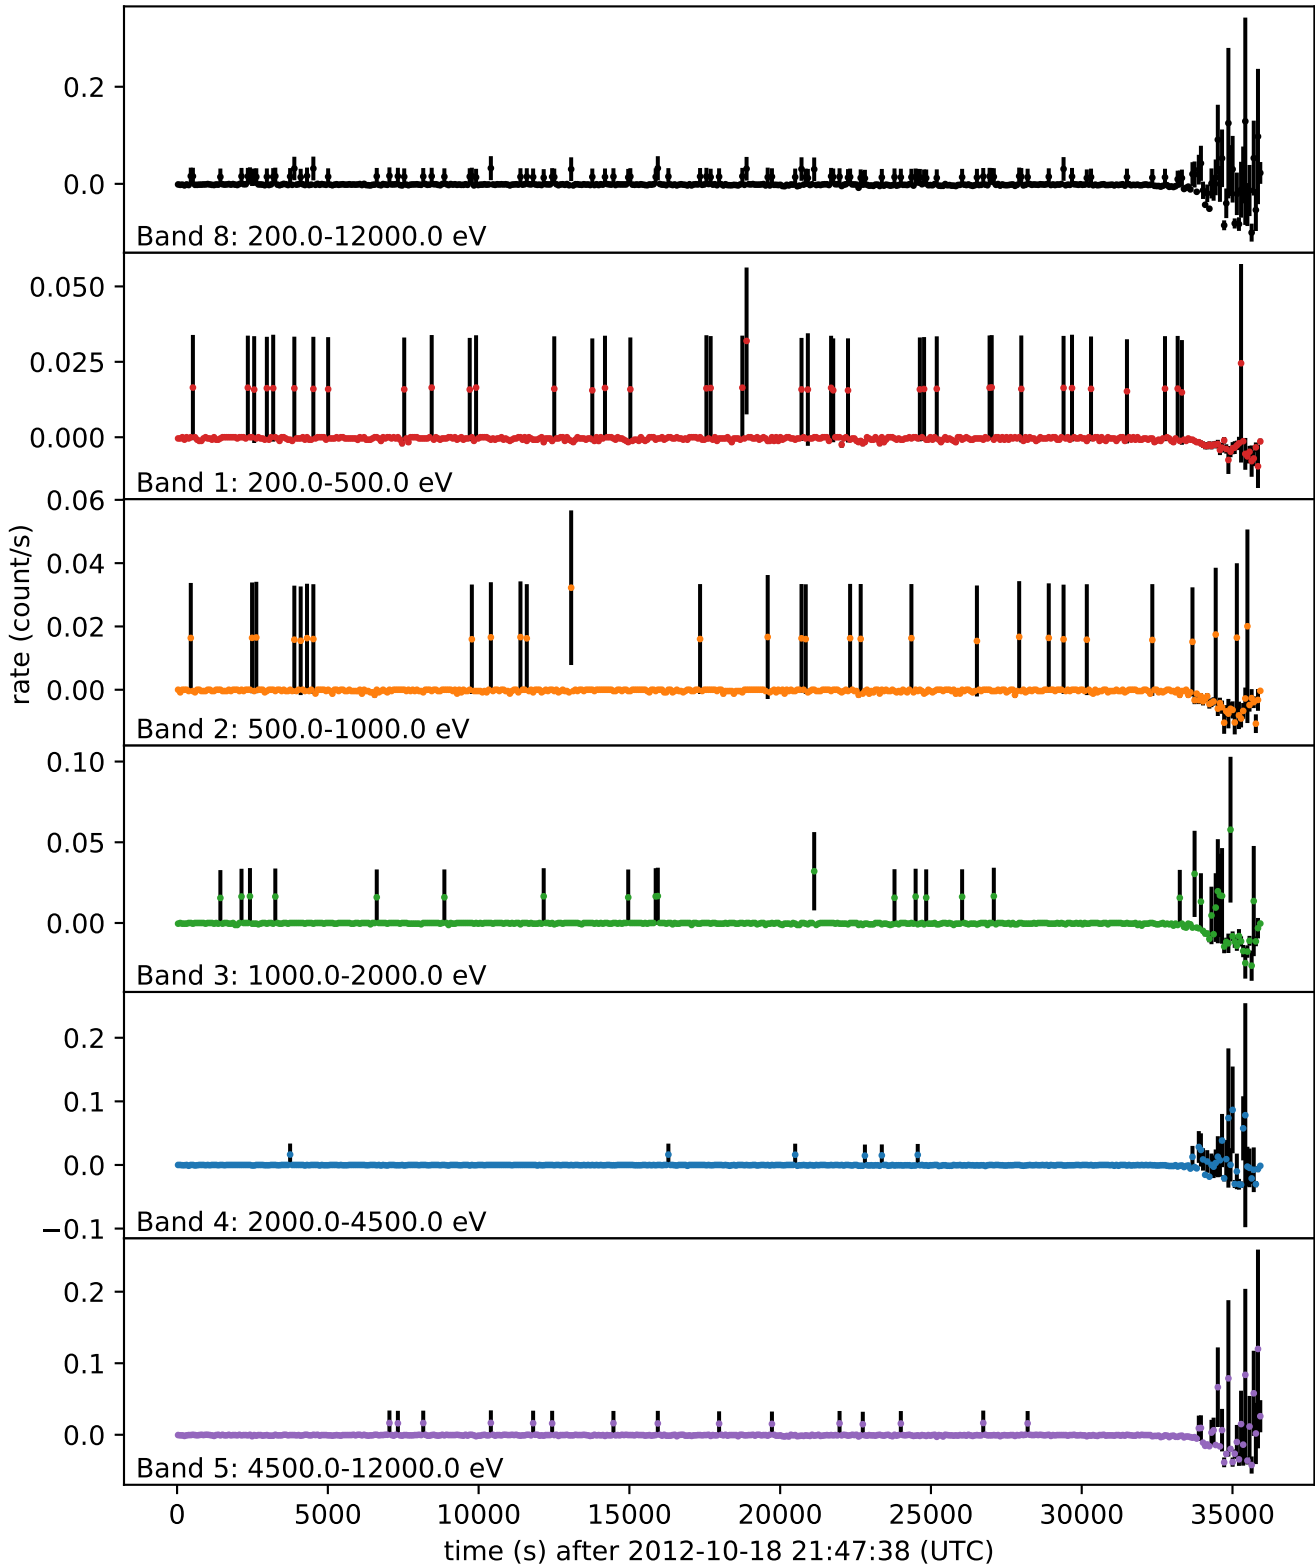 0.2
0.0
Band 8: 200.0-12000.0 eV
0.050
0.025
0.000
Band 1: 200.0-500.0 eV
0.06
0.04
0.02
0.00
Band 2: 500.0-1000.0 eV
rate (count/s)
0.10
0.05
0.00
Band 3: 1000.0-2000.0 eV
0.2
0.1
0.0
−0.1
Band 4: 2000.0-4500.0 eV
0.2
0.1
0.0
Band 5: 4500.0-12000.0 eV
0 5000 10000 15000 20000 25000 30000 35000
time (s) after 2012-10-18 21:47:38 (UTC)